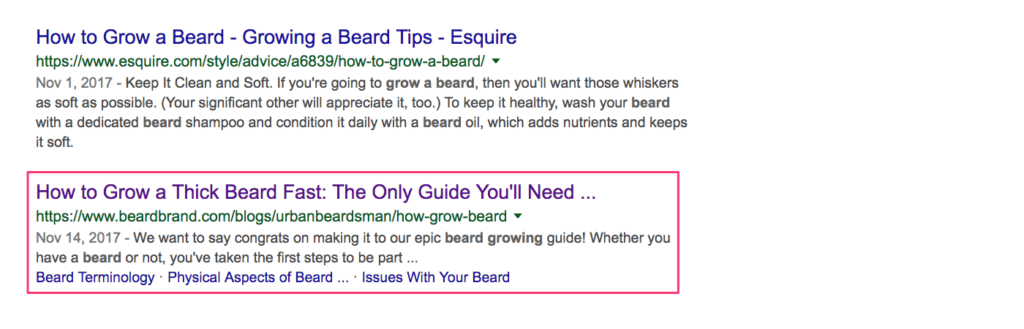 How to Grow a Beard - Growing a Beard Tips - Esquire
https://www.esquire.com/style/advice/a6839/how-to-grow-a-beard/
Nov 1, 2017 - Keep It Clean and Soft. If you're going to grow a beard, then you'll want those whiskers
as soft as possible. (Your significant other will appreciate it, too.) To keep it healthy, wash your beard
with a dedicated beard shampoo and condition it daily with a beard oil, which adds nutrients and keeps
it soft.
How to Grow a Thick Beard Fast: The Only Guide You'll Need ...
https://www.beardbrand.com/blogs/urbanbeardsman/how-grow-beard
Nov 14, 2017 - We want to say congrats on making it to our epic beard growing guide! Whether you
have a beard or not, you've taken the first steps to be part ...
Beard Terminology · Physical Aspects of Beard ... · Issues With Your Beard